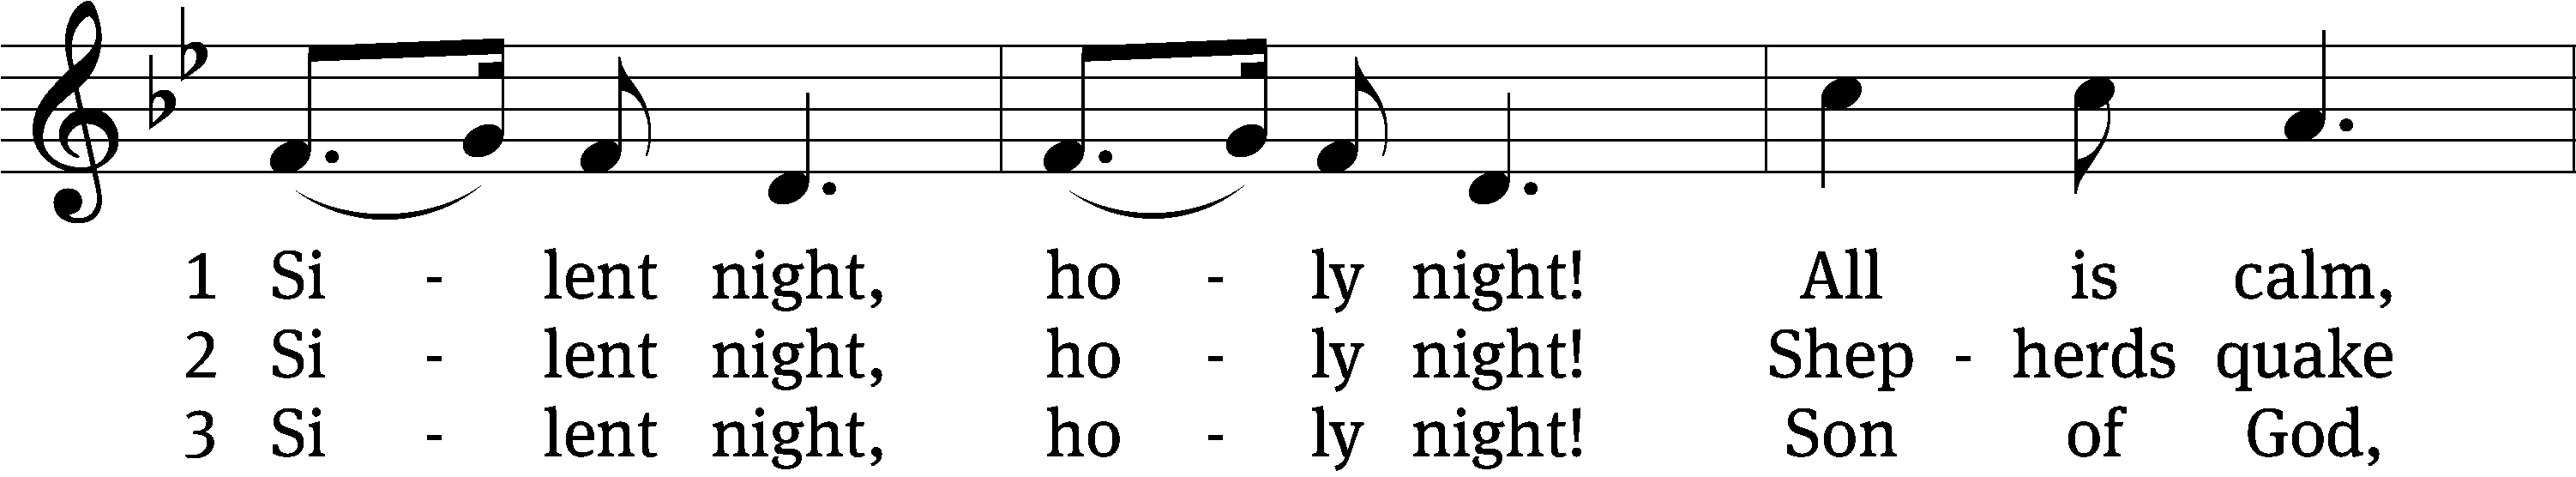 1 Si - lent night, ho - ly night! All is calm,
2 Si - lent night, ho - ly night! Shep - herds quake
3 Si - lent night, ho - ly night! Son of God,